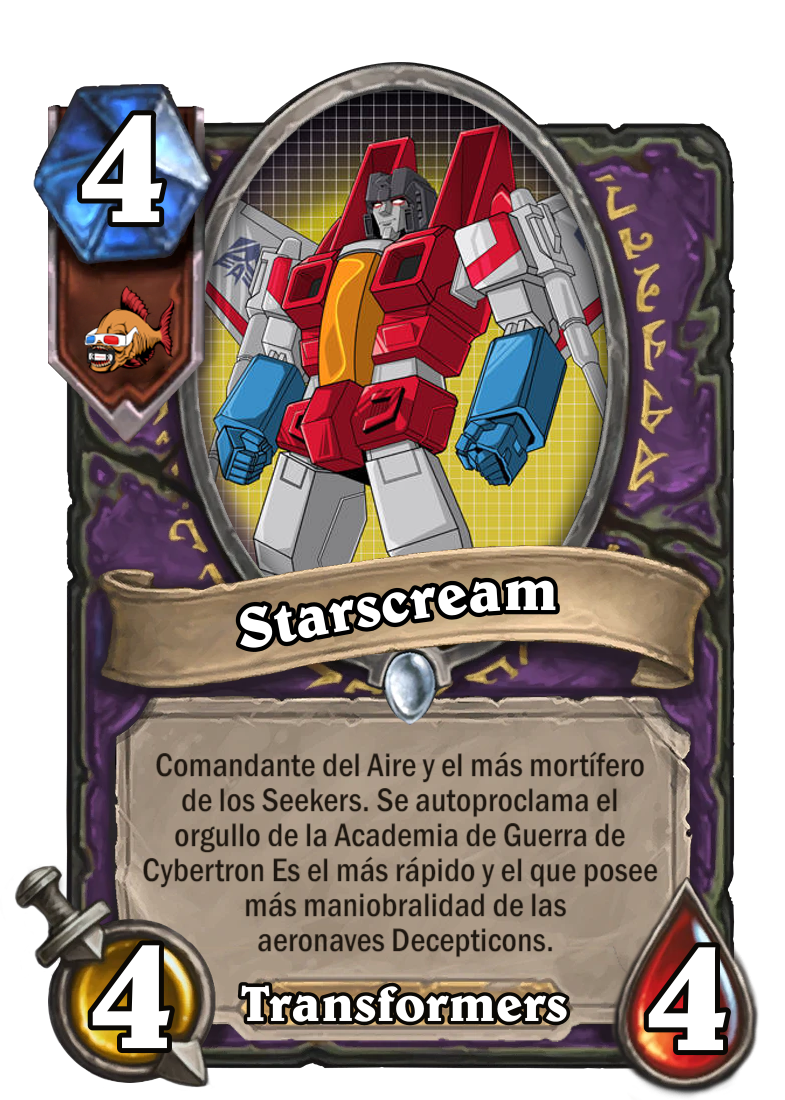 4
Starscream
Comandante del Aire y el más mortífero
de los Seekers. Se autoproclama el
orgullo de la Academia de Guerra de
Cybertron Es el más rápido y el que posee
más maniobralidad de las
aeronaves Decepticons.
4
Transformers
4